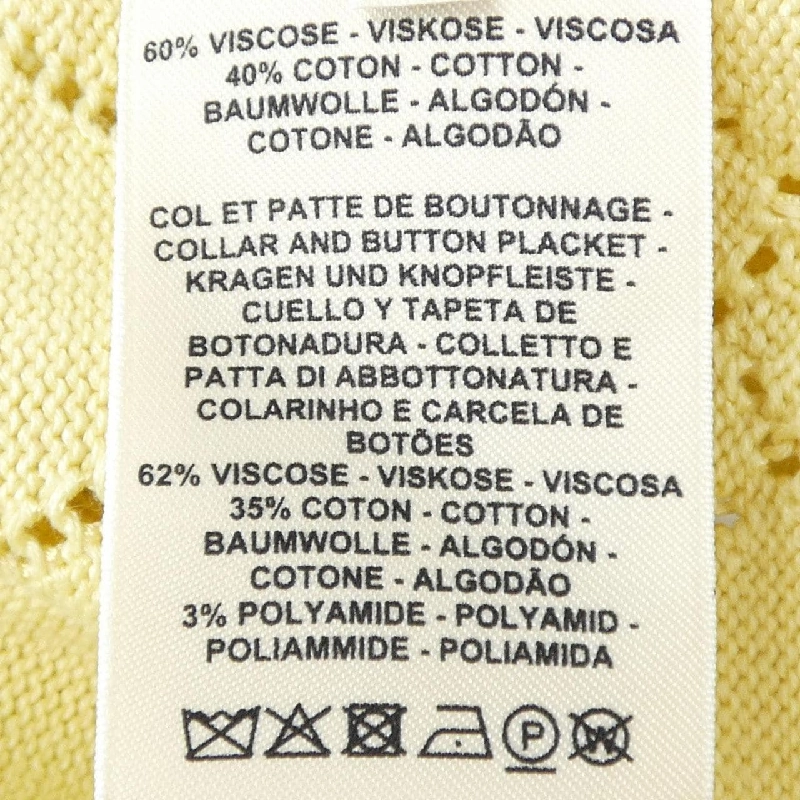 60% VISCOSE - VISKOSE - VISCOSA
40% COTON - COTTON -
BAUMWOLLE - ALGODÓN -
COTONE - ALGODÃO
COL ET PATTE DE BOUTONNAGE -
COLLAR AND BUTTON PLACKET -
KRAGEN UND KNOPFLEISTE -
CUELLO Y TAPETA DE
BOTONADURA - COLLETTO E
PATTA DI ABBOTTONATURA -
COLARINHO E CARCELA DE
BOTÕES
62% VISCOSE - VISKOSE - VISCOSA
35% COTON - COTTON -
BAUMWOLLE - ALGODÓN -
COTONE - ALGODÃO
3% POLYAMIDE - POLYAMID -
POLIAMMIDE - POLIAMIDA
P W